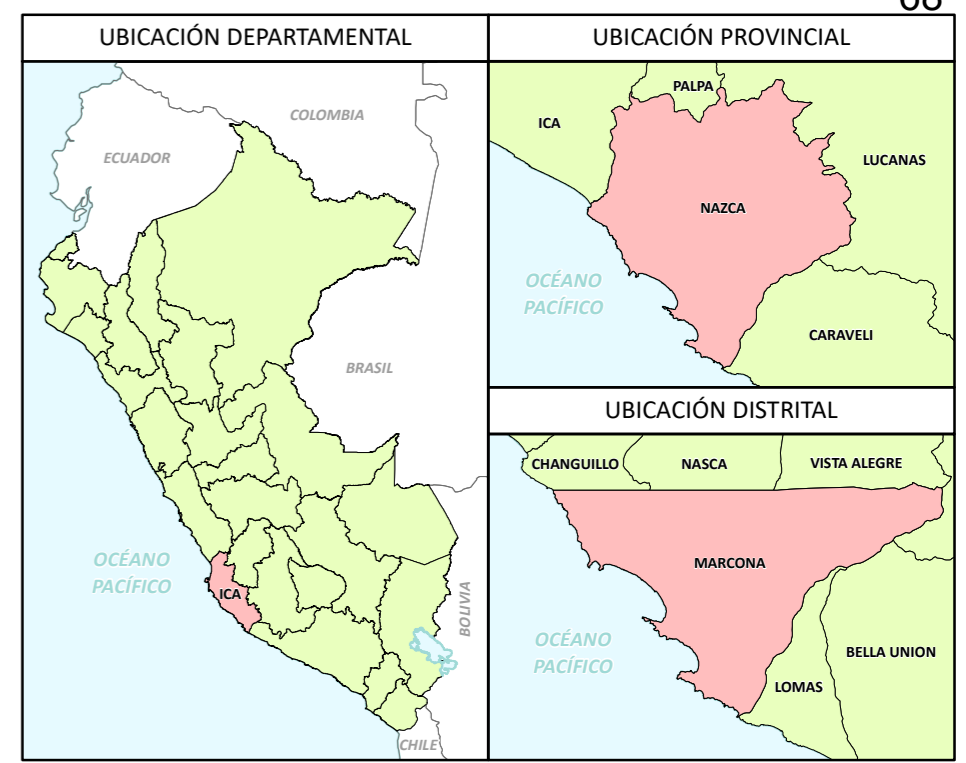 UBICACIÓN DEPARTAMENTAL
COLOMBIA
ECUADOR
BRASIL
OCÉANO
PACÍFICO
ICA
BOLIVIA
CHILE
UBICACIÓN PROVINCIAL
PALPA
ICA
LUCANAS
NAZCA
OCÉANO
PACÍFICO
CARAVELI
UBICACIÓN DISTRITAL
CHANGUILLO
NASCA
VISTA ALEGRE
MARCONA
OCÉANO
PACÍFICO
BELLA UNION
LOMAS